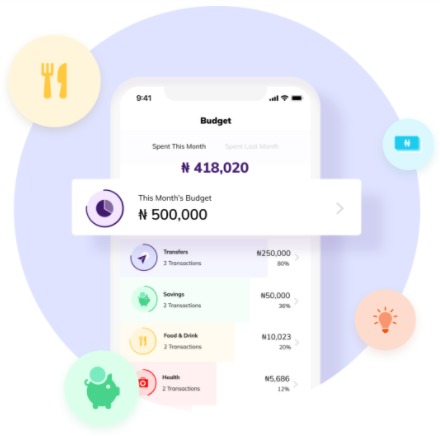 9:41
Budget
Spent This Month Spent Last Month
₦ 418,020
This Month's Budget
₦ 500,000
Transfers ₦250,000
2 Transactions 80%
Savings ₦50,000
2 Transactions 36%
Food & Drink ₦10,023
2 Transactions 20%
Health ₦5,686
2 Transactions 12%
₦